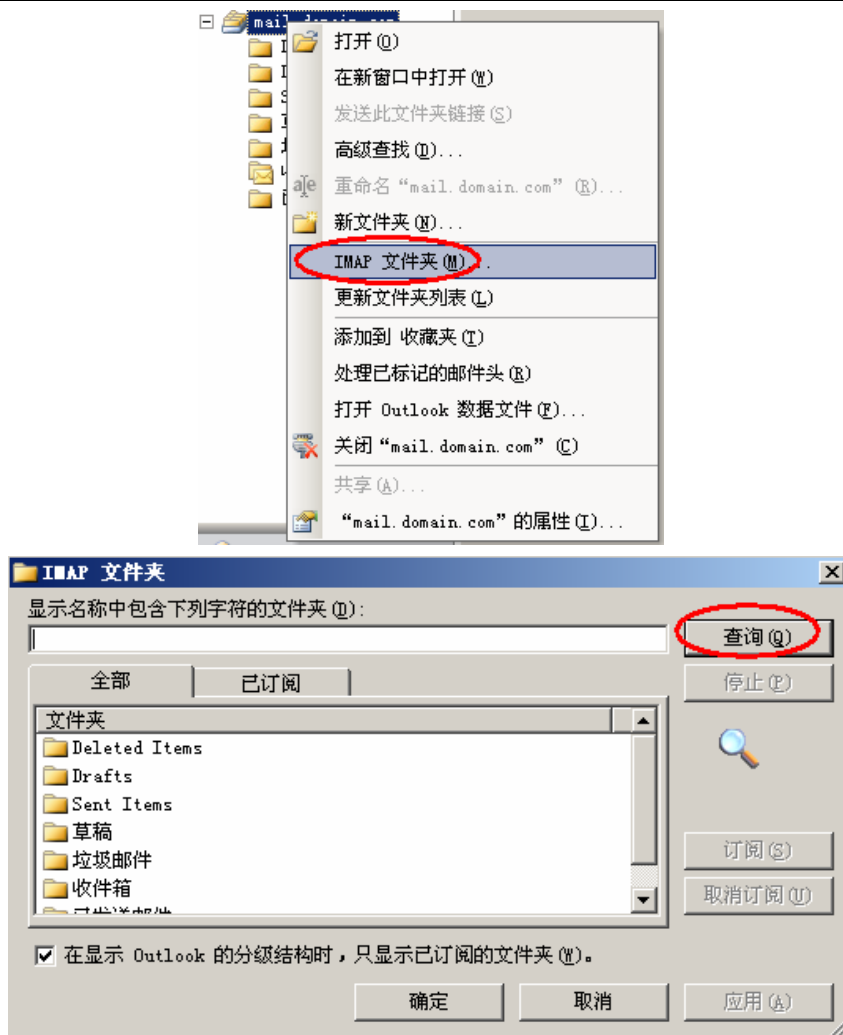 mail.domain.com
打开(O)
在新窗口中打开(W)
发送此文件夹链接(S)
高级查找(D)...
重命名“mail.domain.com”(R)...
新文件夹(N)...
IMAP 文件夹(M)...
更新文件夹列表(L)
添加到 收藏夹(T)
处理已标记的邮件头(R)
打开 Outlook 数据文件(F)...
关闭“mail.domain.com”(C)
共享(A)...
“mail.domain.com”的属性(I)...
IMAP 文件夹
显示名称中包含下列字符的文件夹(D):
查询(Q)
全部 已订阅
停止(P)
文件夹
Deleted Items
Drafts
Sent Items
草稿
垃圾邮件
收件箱
已发送邮件
订阅(S)
取消订阅(U)
在显示 Outlook 的分级结构时，只显示已订阅的文件夹(W)。
确定 取消 应用(A)